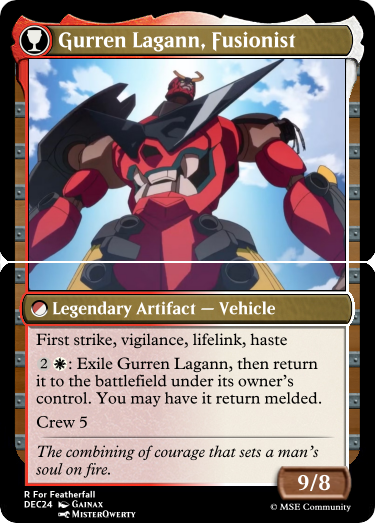 Gurren Lagann, Fusionist
Legendary Artifact — Vehicle
First strike, vigilance, lifelink, haste
2 : Exile Gurren Lagann, then return
it to the battlefield under its owner's
control. You may have it return melded.
Crew 5
The combining of courage that sets a man's
soul on fire.
9/8
R For Featherfall
DEC24 GAINAX
MISTERQWERTY
© MSE Community